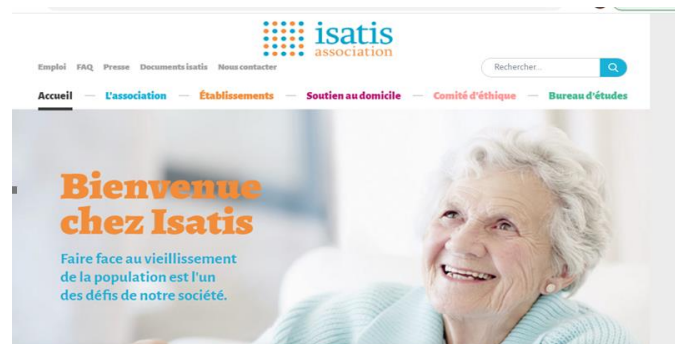 isatis
association
Emploi FAQ Presse Documents isatis Nous contacter
Rechercher...
Accueil — L'association — Établissements — Soutien au domicile — Comité d'éthique — Bureau d'études
Bienvenue
chez Isatis
Faire face au vieillissement
de la population est l'un
des défis de notre société.